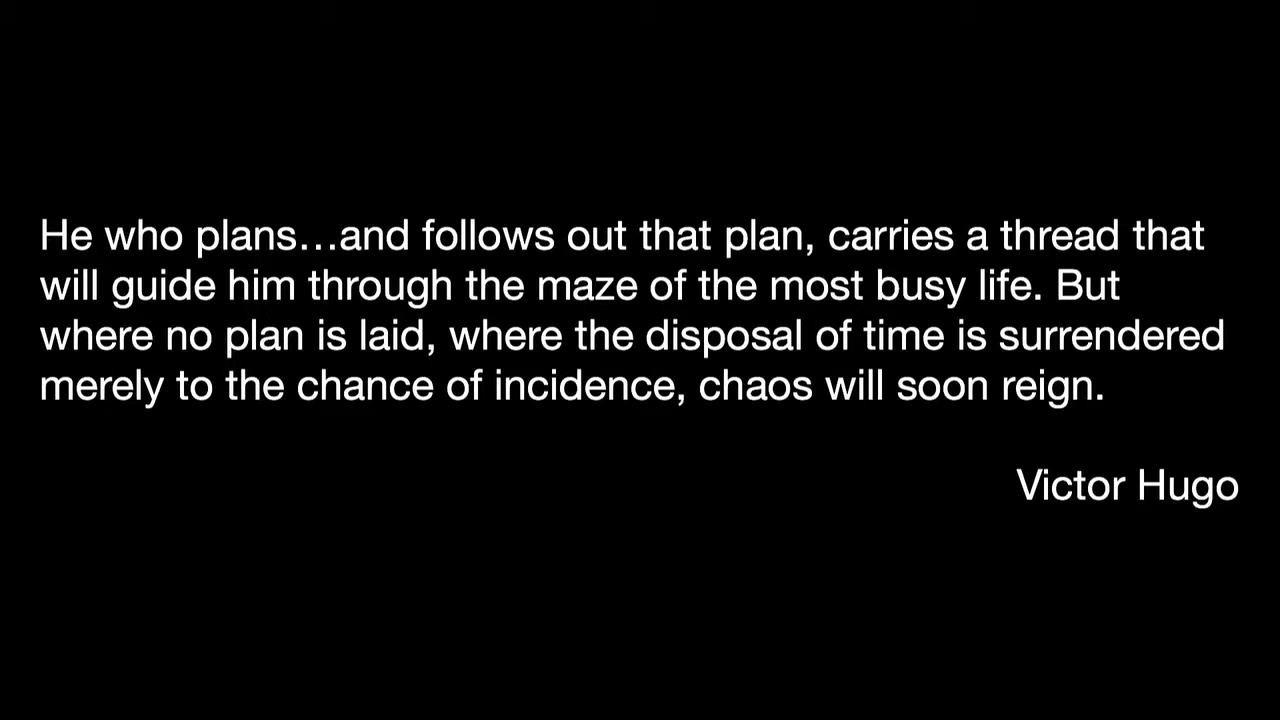 He who plans…and follows out that plan, carries a thread that
will guide him through the maze of the most busy life. But
where no plan is laid, where the disposal of time is surrendered
merely to the chance of incidence, chaos will soon reign.
Victor Hugo